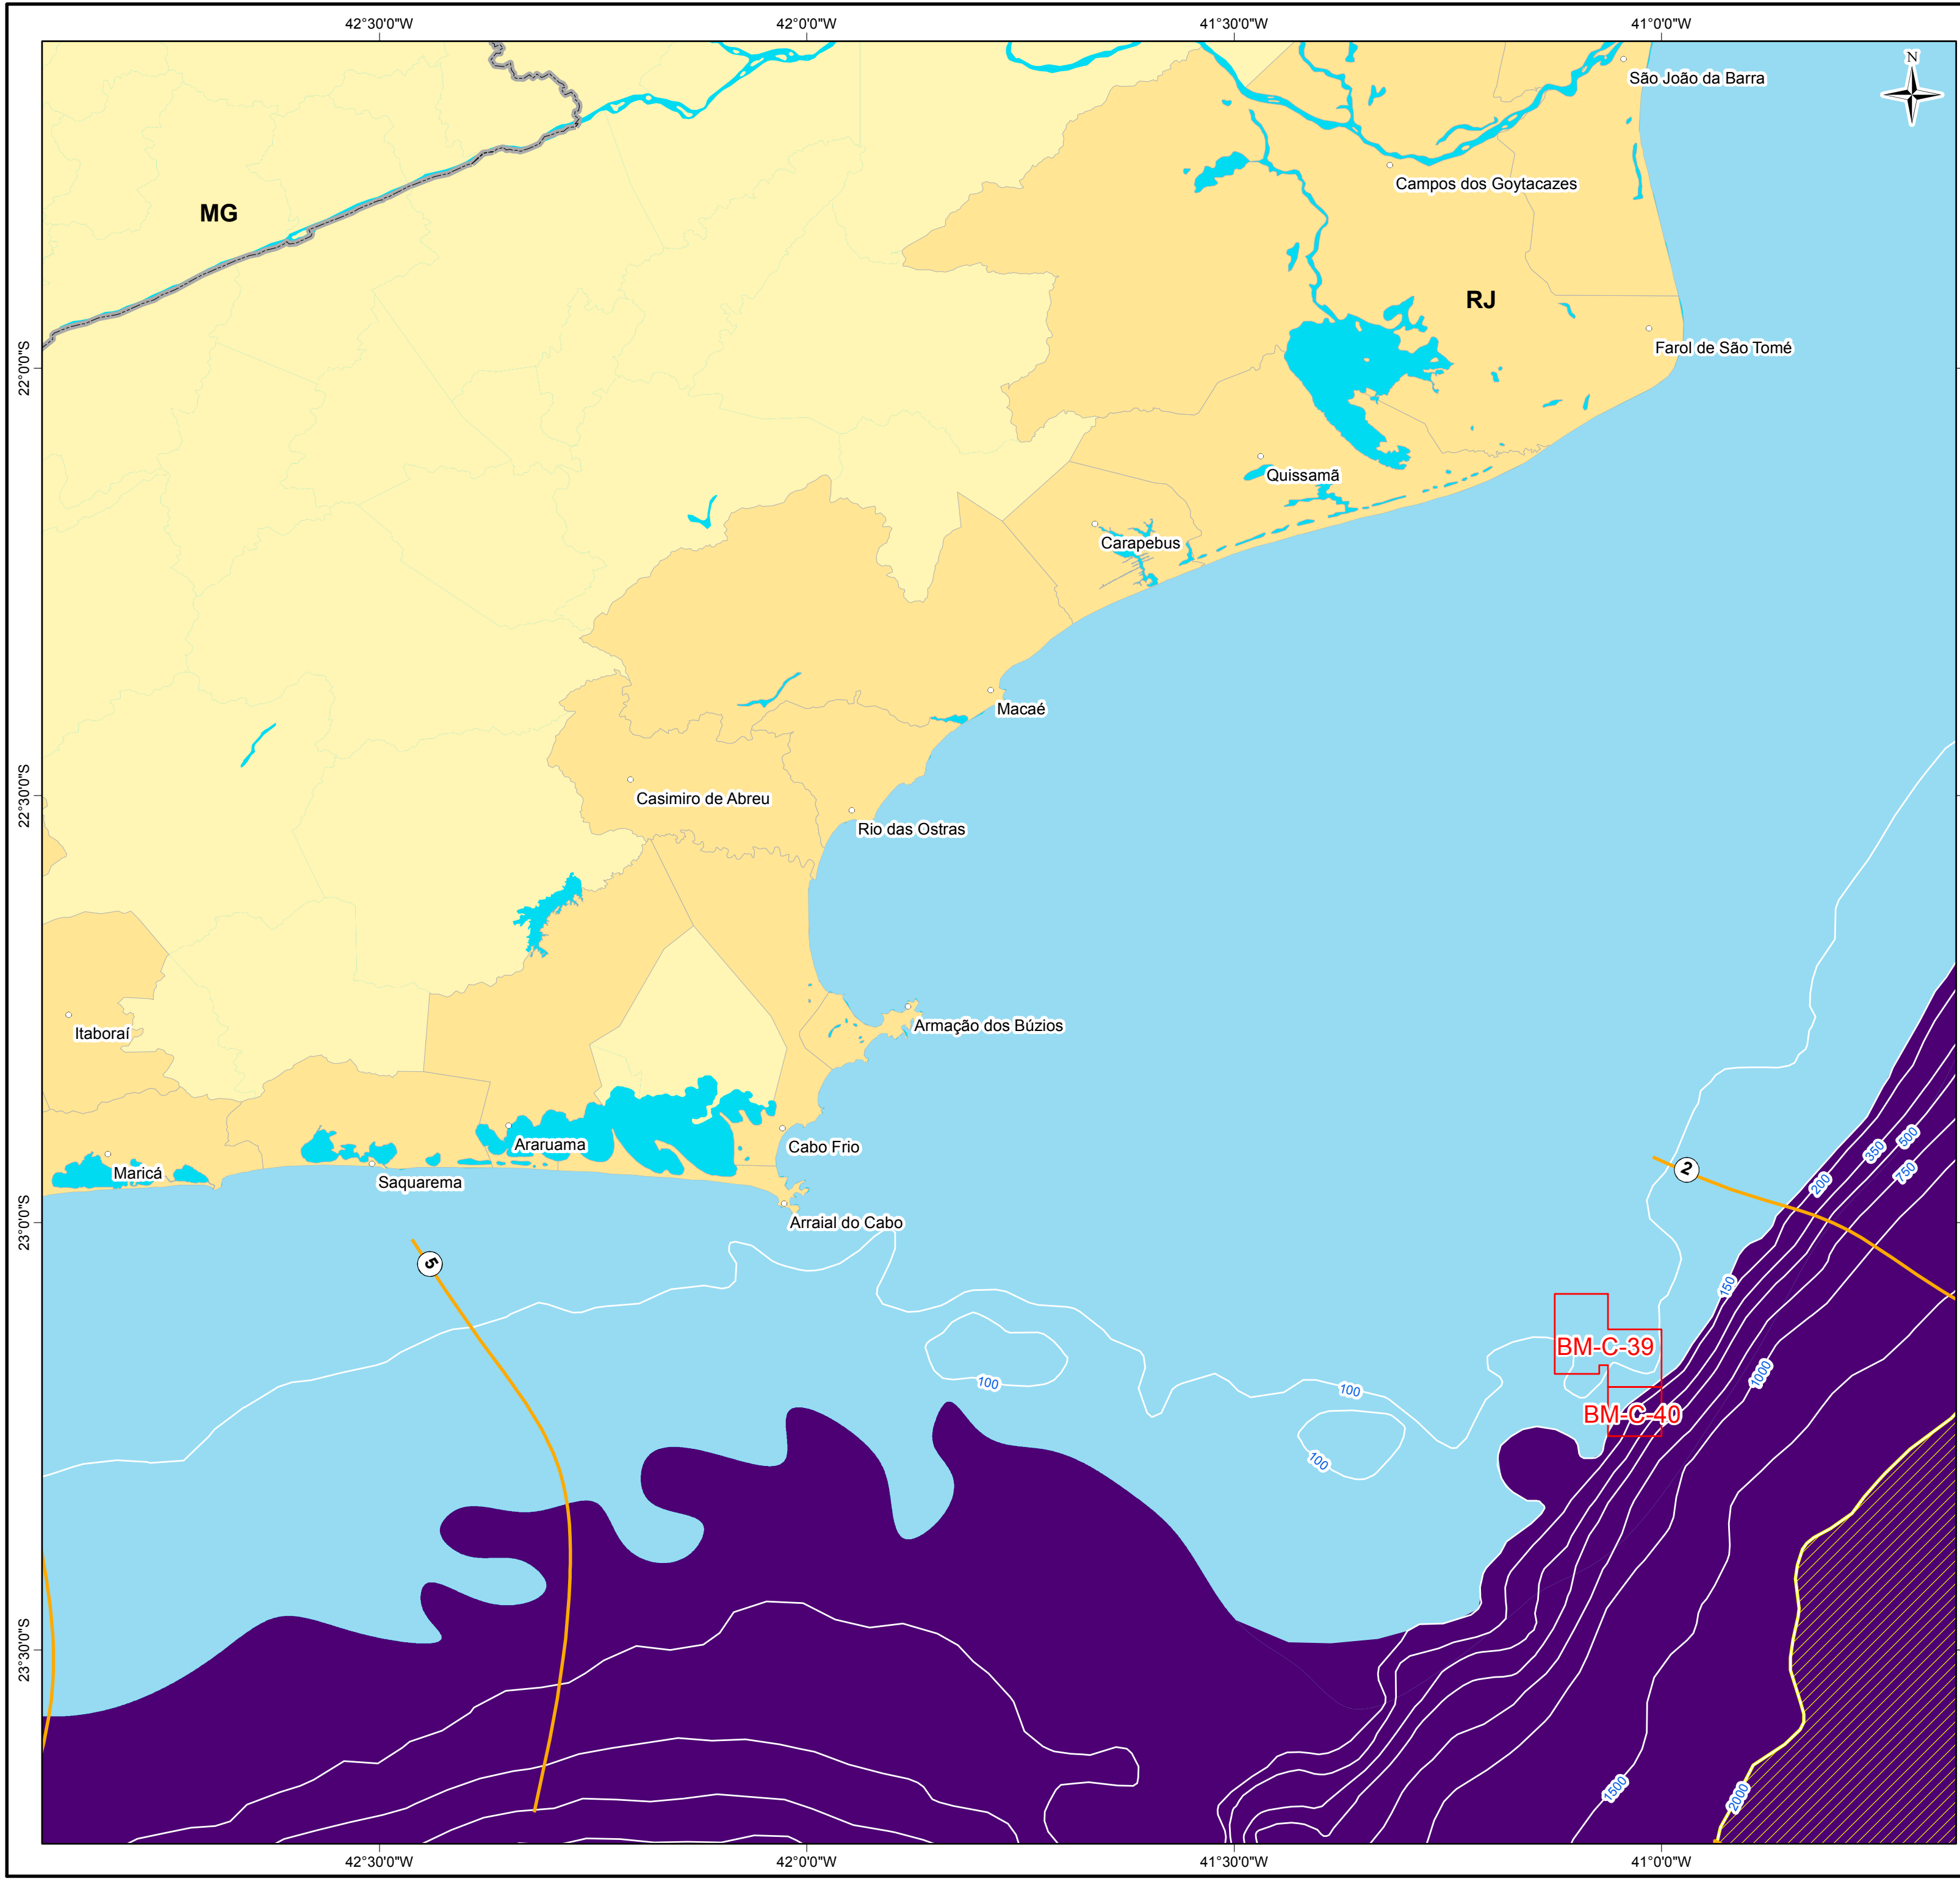 42°30'0"W
42°0'0"W
41°30'0"W
41°0'0"W
N
São João da Barra
Campos dos Goytacazes
MG
RJ
Farol de São Tomé
22°0'0"S
Quissamã
Carapebus
Macaé
Casimiro de Abreu
22°30'0"S
Rio das Ostras
Armação dos Búzios
Itaboraí
Araruama
Cabo Frio
Maricá
Saquarema
Arraial do Cabo
23°0'0"S
2
5
500
350
750
200
150
BM-C-39
1000
100
100
BM-C-40
100
23°30'0"S
1500
2000
42°30'0"W
42°0'0"W
41°30'0"W
41°0'0"W